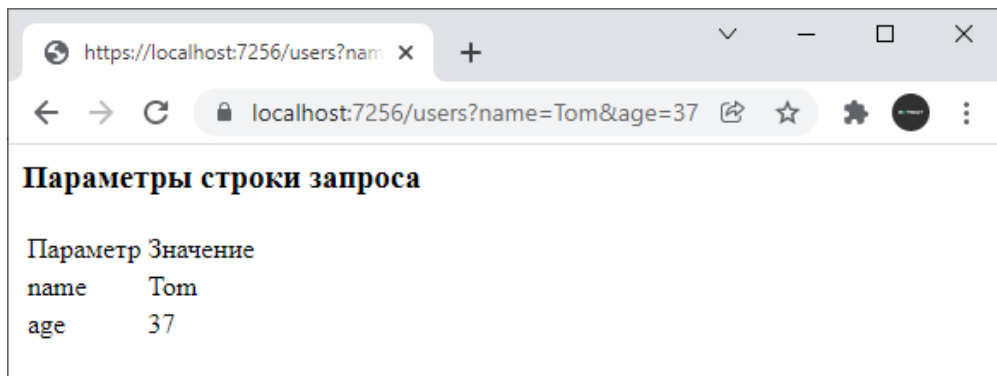 https://localhost:7256/users?nam
localhost:7256/users?name=Tom&age=37
Параметры строки запроса
Параметр Значение
name Tom
age 37